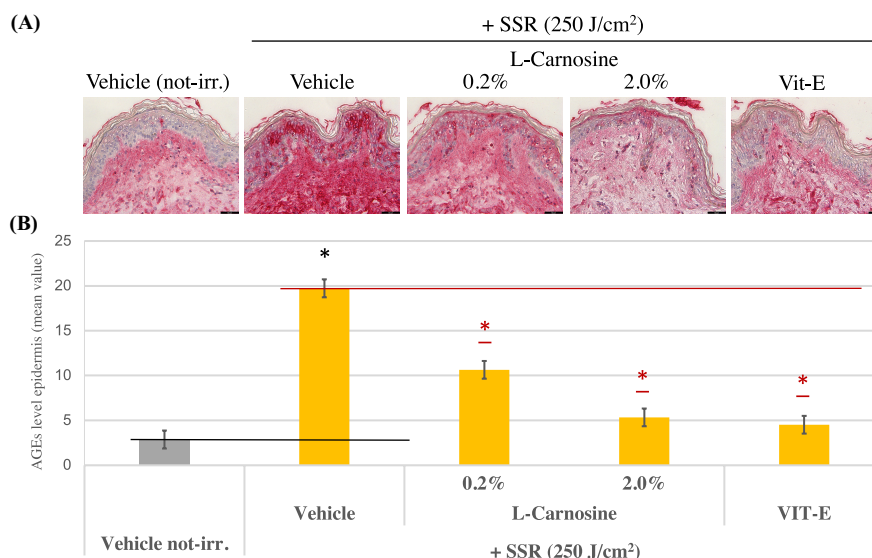 (A)
+ SSR (250 J/cm²)
L-Carnosine
Vehicle (not-irr.) Vehicle 0.2% 2.0% Vit-E
(B)
AGEs level epidermis (mean value)
25
20
15
10
5
0
*
*
*
*
0.2% 2.0%
Vehicle L-Carnosine VIT-E
Vehicle not-irr. + SSR (250 J/cm²)